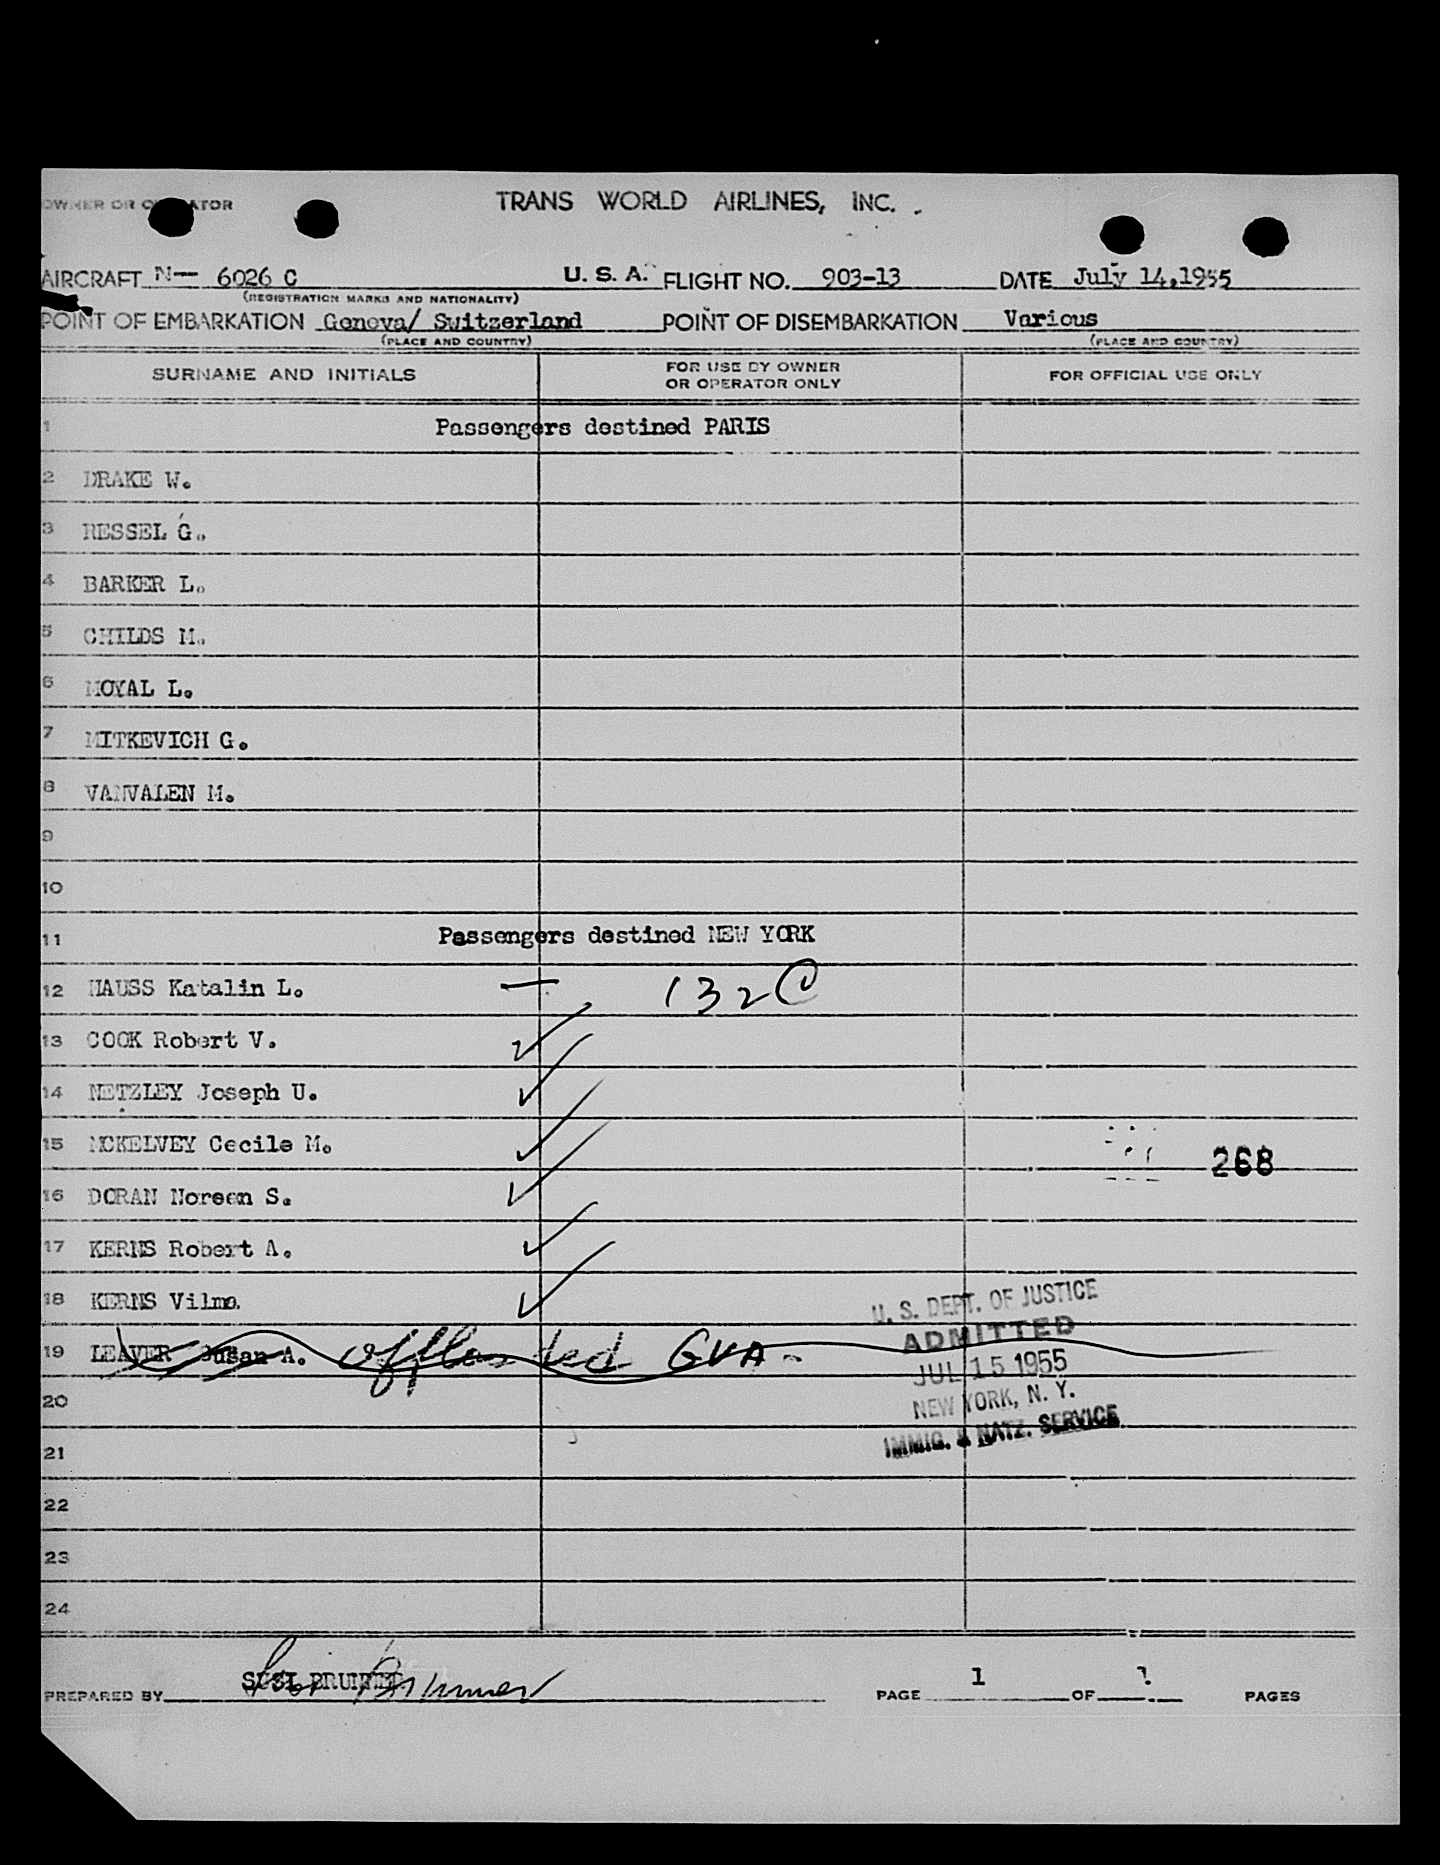 TRANS WORLD AIRLINES, INC.
OWNER OR OPERATOR
AIRCRAFT N— 6026 C U. S. A. FLIGHT NO. 903-13 DATE July 14,1955
(REGISTRATION MARKS AND NATIONALITY)
POINT OF EMBARKATION Geneva/ Switzerland POINT OF DISEMBARKATION Various
(PLACE AND COUNTRY) (PLACE AND COUNTRY)
SURNAME AND INITIALS FOR USE BY OWNER OR OPERATOR ONLY FOR OFFICIAL USE ONLY
1 Passengers destined PARIS
2 DRAKE W.
3 RESSEL G.
4 BARKER L.
5 CHILDS M.
6 MOYAL L.
7 MITKEVICH G.
8 VANVALEN M.
9
10
11 Passengers destined NEW YORK
12 HAUSS Katalin L. — 132
13 COOK Robert V. ✓
14 NETZLEY Joseph U. ✓
15 MCKELVEY Cecile M. ✓
268
16 DORAN Noreen S. ✓
17 KERNS Robert A. ✓
18 KERNS Vilma ✓
19 LEAVER Susan A. offloaded GVA
U. S. DEPT. OF JUSTICE
ADMITTED
JUL 15 1955
NEW YORK, N. Y.
IMMIG. & NATZ. SERVICE
20
21
22
23
24
PREPARED BY SUSI PAGE 1 OF PAGES